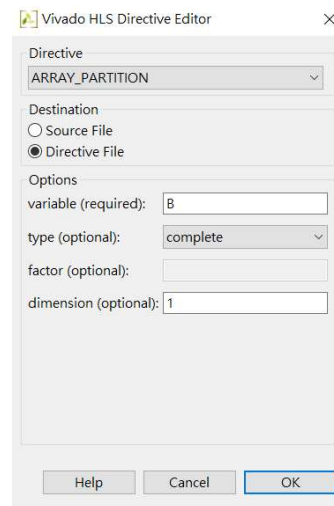 Vivado HLS Directive Editor
Directive
ARRAY_PARTITION
Destination
Source File
Directive File
Options
variable (required): B
type (optional): complete
factor (optional):
dimension (optional): 1
Help Cancel OK